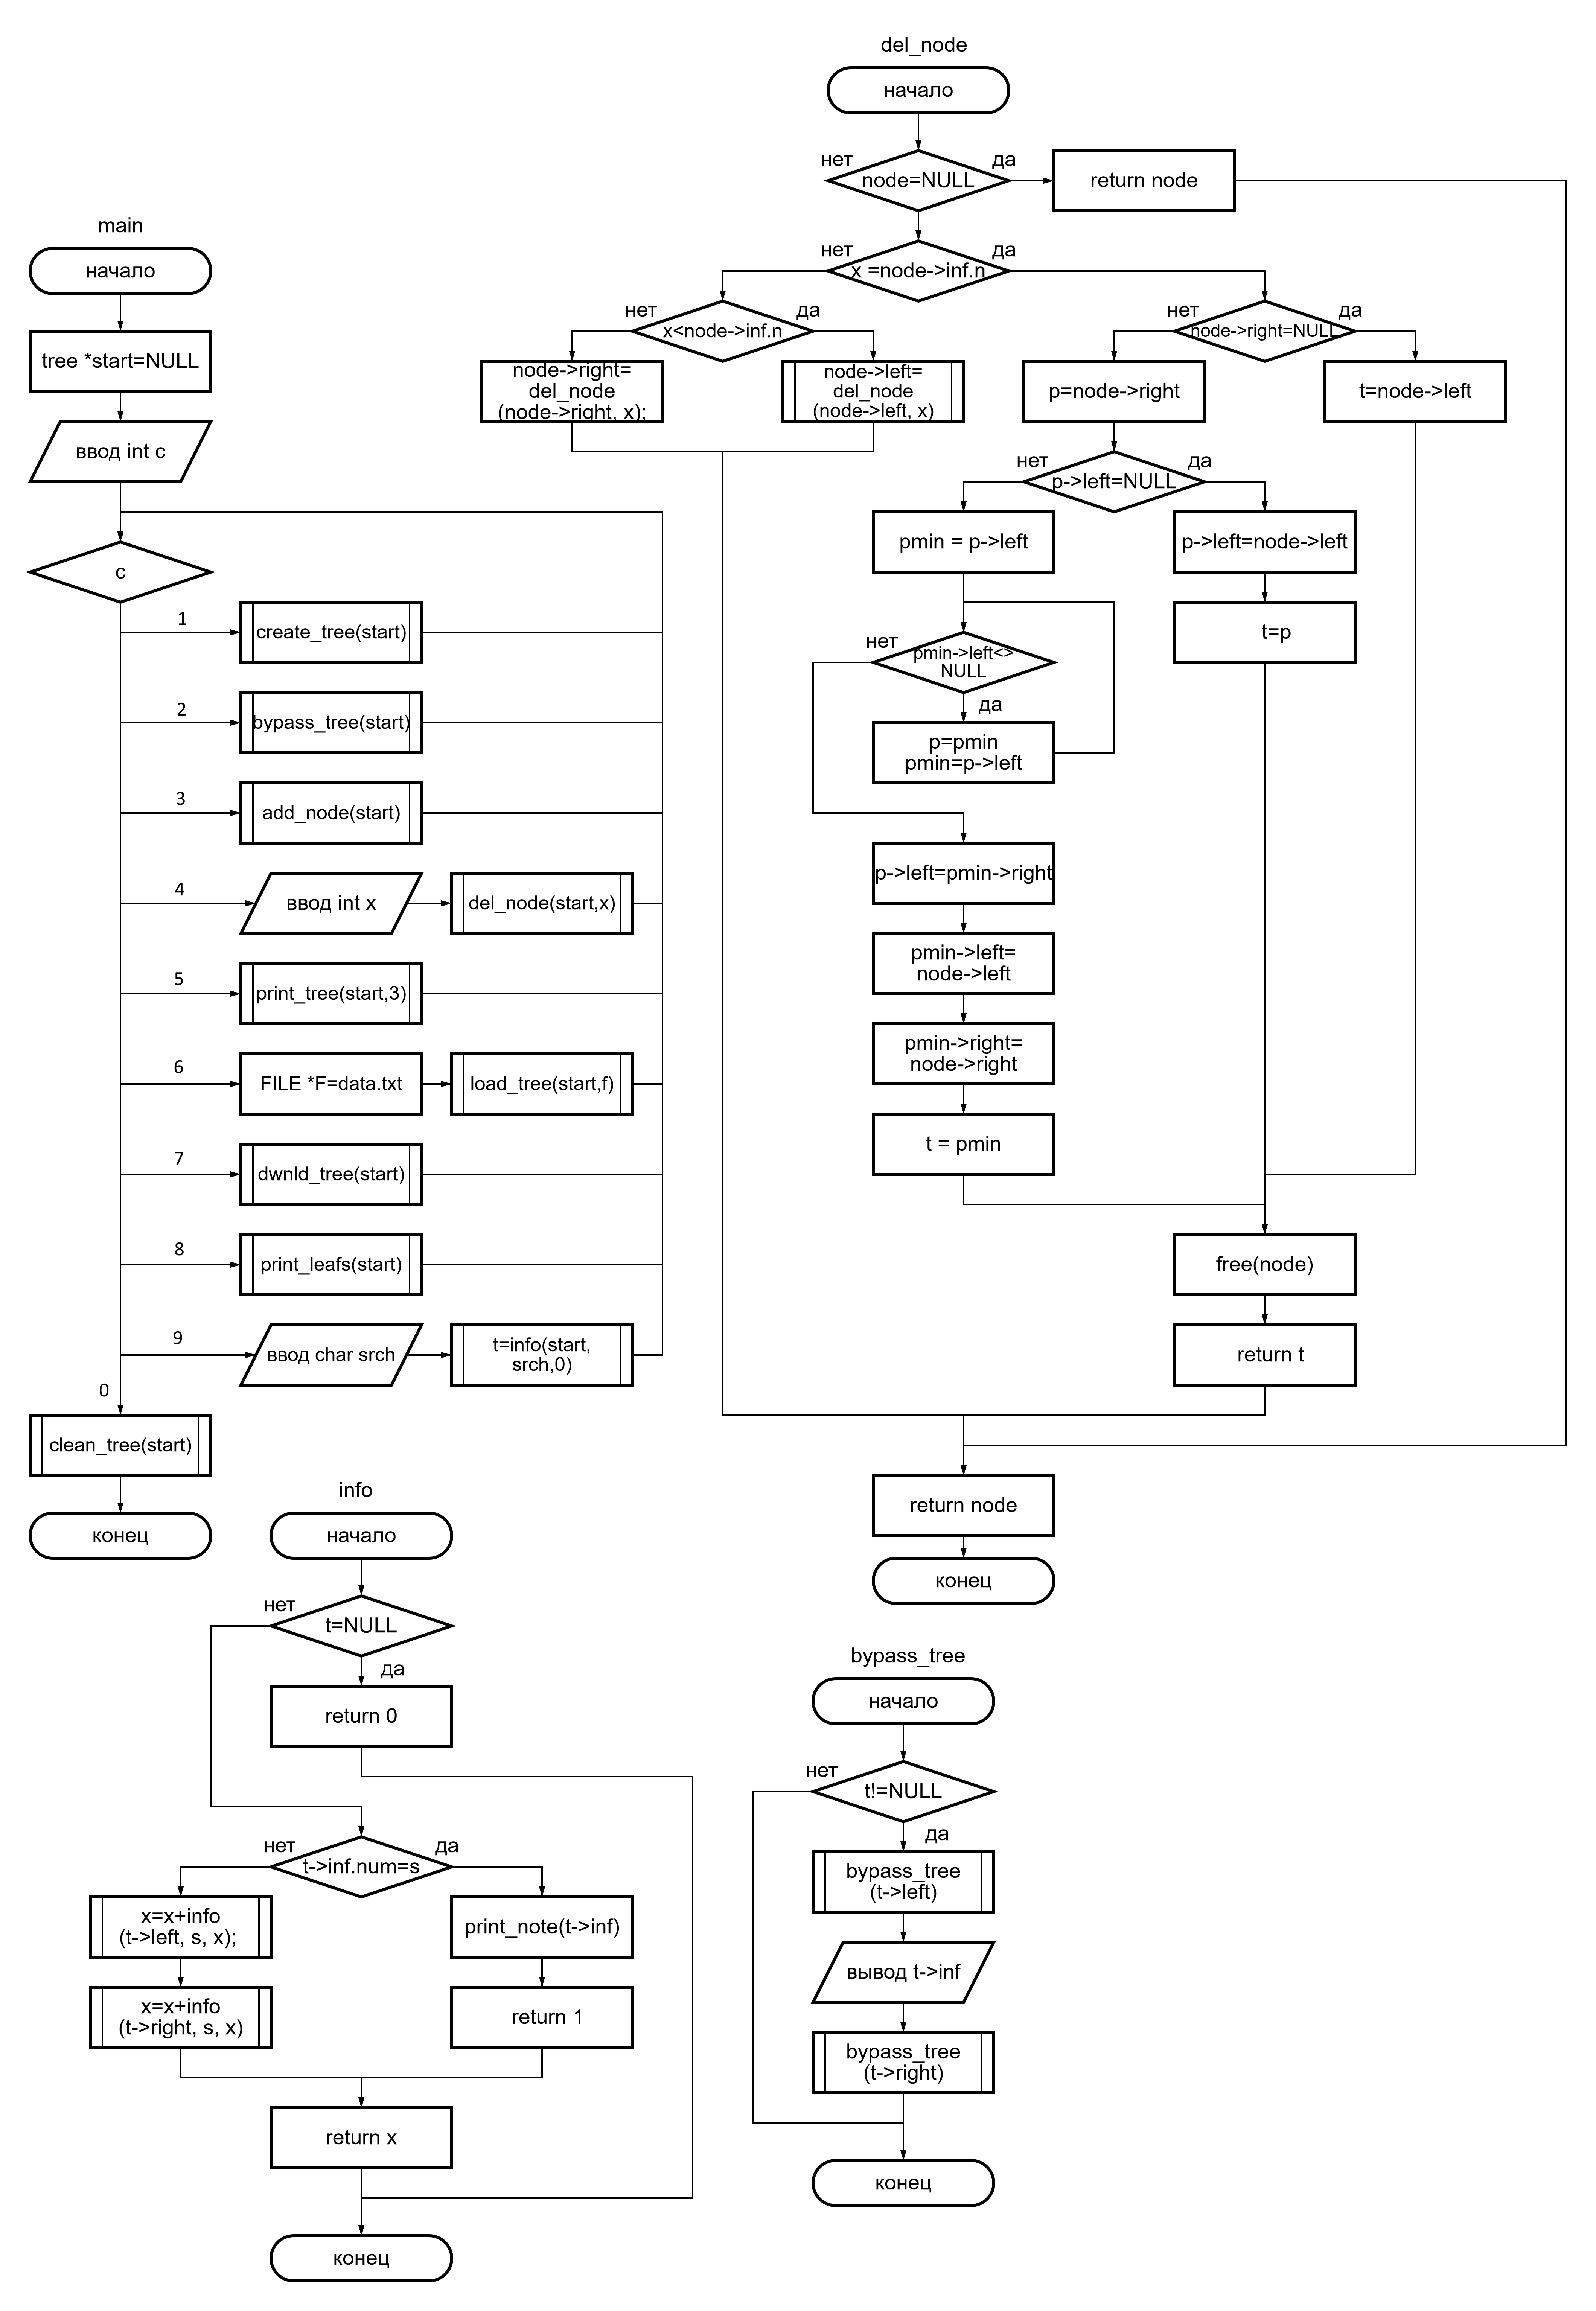 main
начало
tree *start=NULL
ввод int c
c
1
create_tree(start)
2
bypass_tree(start)
3
add_node(start)
4
ввод int x
del_node(start,x)
5
print_tree(start,3)
6
FILE *F=data.txt
load_tree(start,f)
7
dwnld_tree(start)
8
print_leafs(start)
9
ввод char srch
t=info(start,
srch,0)
0
clean_tree(start)
конец
del_node
начало
нет
да
node=NULL
return node
нет
да
x =node->inf.n
нет
да
x<node->inf.n
node->right=
del_node
(node->right, x);
node->left=
del_node
(node->left, x)
нет
да
node->right=NULL
p=node->right
t=node->left
нет
да
p->left=NULL
pmin = p->left
p->left=node->left
t=p
нет
pmin->left<>
NULL
да
p=pmin
pmin=p->left
p->left=pmin->right
pmin->left=
node->left
pmin->right=
node->right
t = pmin
free(node)
return t
return node
конец
info
начало
нет
t=NULL
да
return 0
нет
да
t->inf.num=s
x=x+info
(t->left, s, x);
x=x+info
(t->right, s, x)
print_note(t->inf)
return 1
return x
конец
bypass_tree
начало
нет
t!=NULL
да
bypass_tree
(t->left)
вывод t->inf
bypass_tree
(t->right)
конец